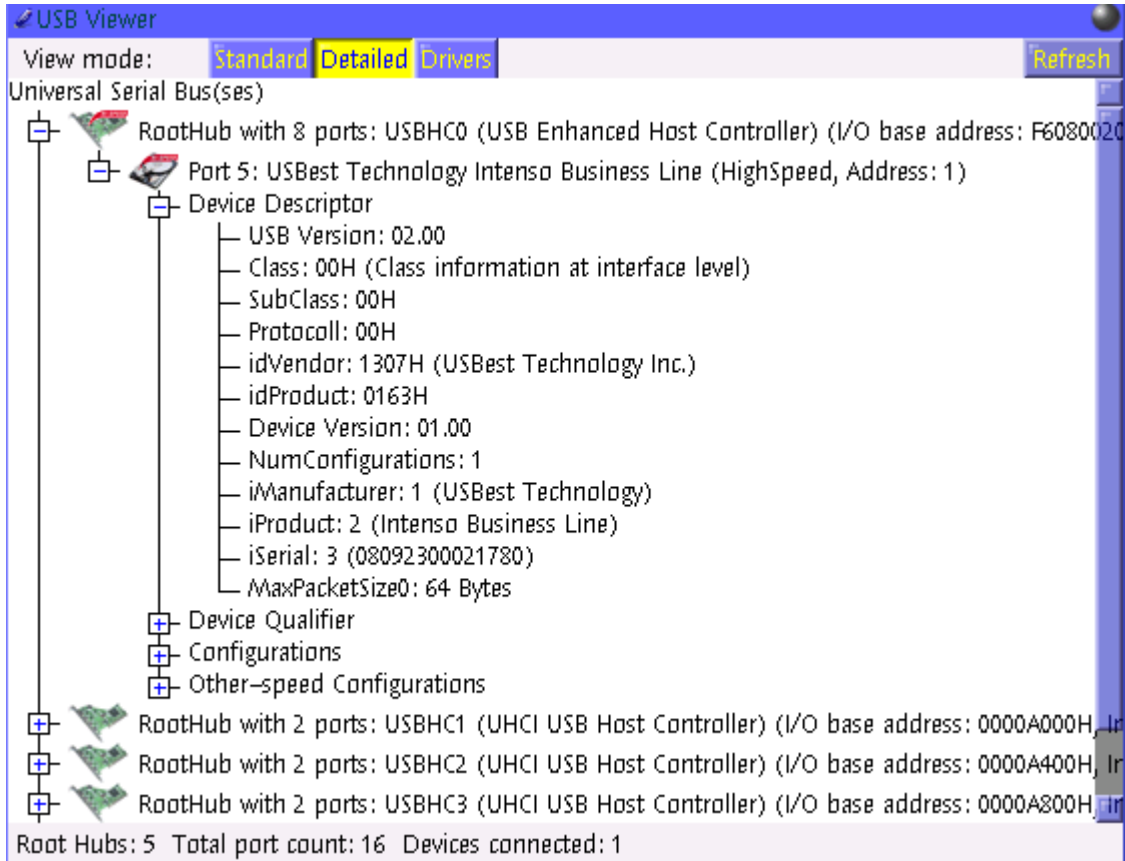 USB Viewer
View mode: Standard Detailed Drivers Refresh
Universal Serial Bus(ses)
RootHub with 8 ports: USBHC0 (USB Enhanced Host Controller) (I/O base address: F6080020
Port 5: USBest Technology Intenso Business Line (HighSpeed, Address: 1)
Device Descriptor
USB Version: 02.00
Class: 00H (Class information at interface level)
SubClass: 00H
Protocoll: 00H
idVendor: 1307H (USBest Technology Inc.)
idProduct: 0163H
Device Version: 01.00
NumConfigurations: 1
iManufacturer: 1 (USBest Technology)
iProduct: 2 (Intenso Business Line)
iSerial: 3 (08092300021780)
MaxPacketSize0: 64 Bytes
Device Qualifier
Configurations
Other-speed Configurations
RootHub with 2 ports: USBHC1 (UHCI USB Host Controller) (I/O base address: 0000A000H,
RootHub with 2 ports: USBHC2 (UHCI USB Host Controller) (I/O base address: 0000A400H,
RootHub with 2 ports: USBHC3 (UHCI USB Host Controller) (I/O base address: 0000A800H,
Root Hubs: 5 Total port count: 16 Devices connected: 1